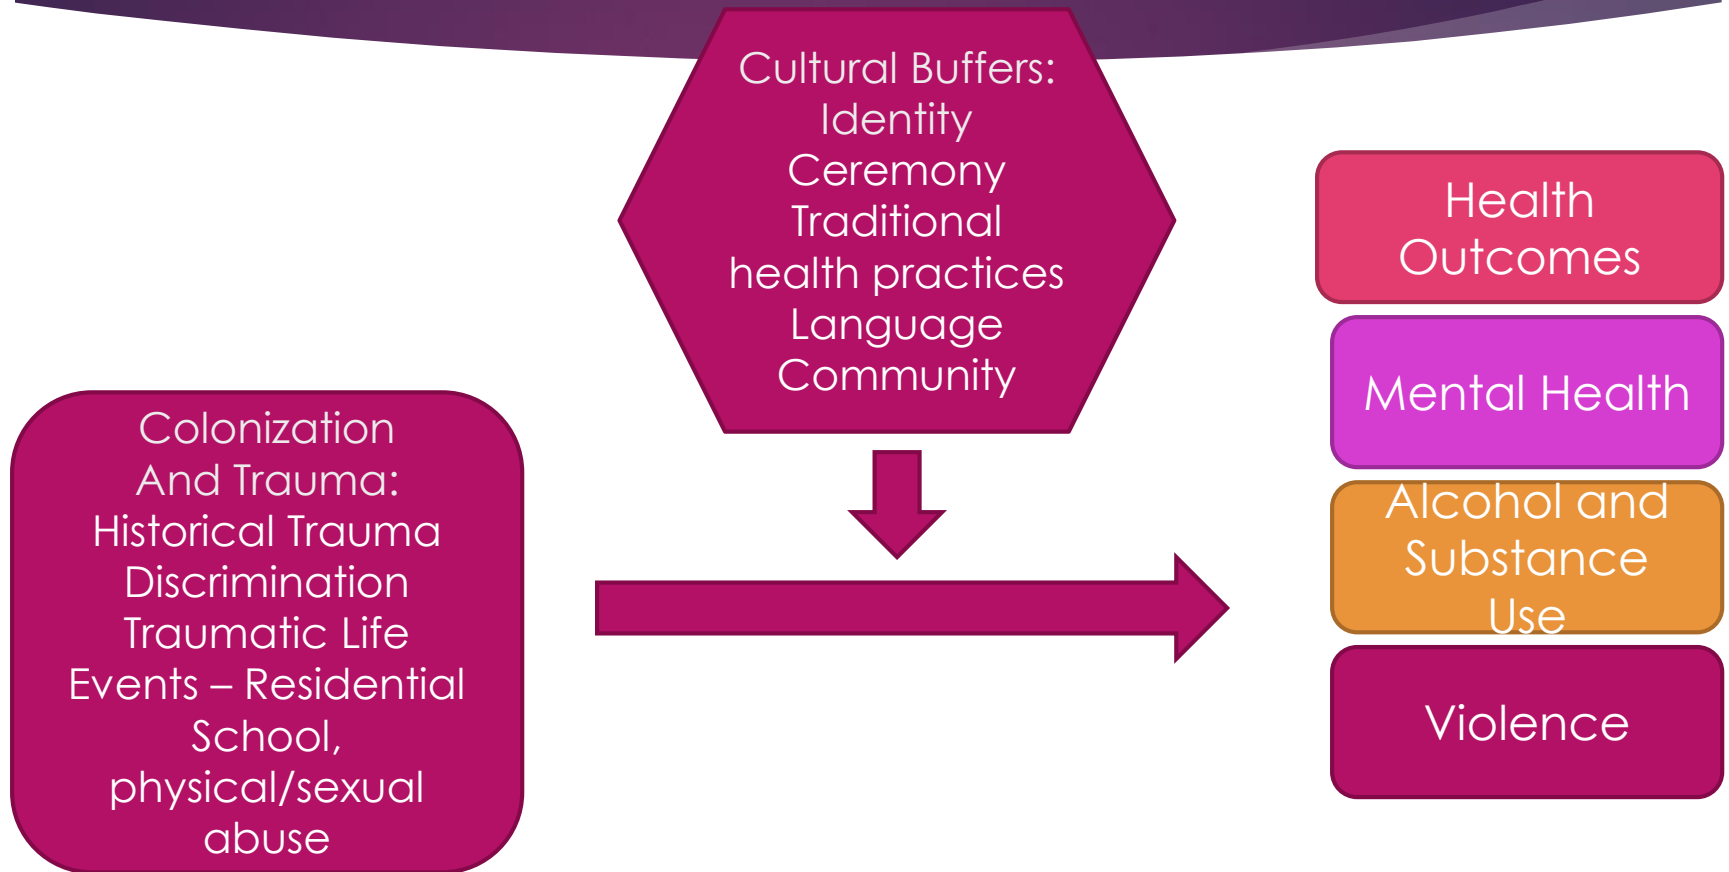 Cultural Buffers:
Identity
Ceremony
Traditional
health practices
Language
Community
Colonization
And Trauma:
Historical Trauma
Discrimination
Traumatic Life
Events – Residential
School,
physical/sexual
abuse
Health
Outcomes
Mental Health
Alcohol and
Substance
Use
Violence